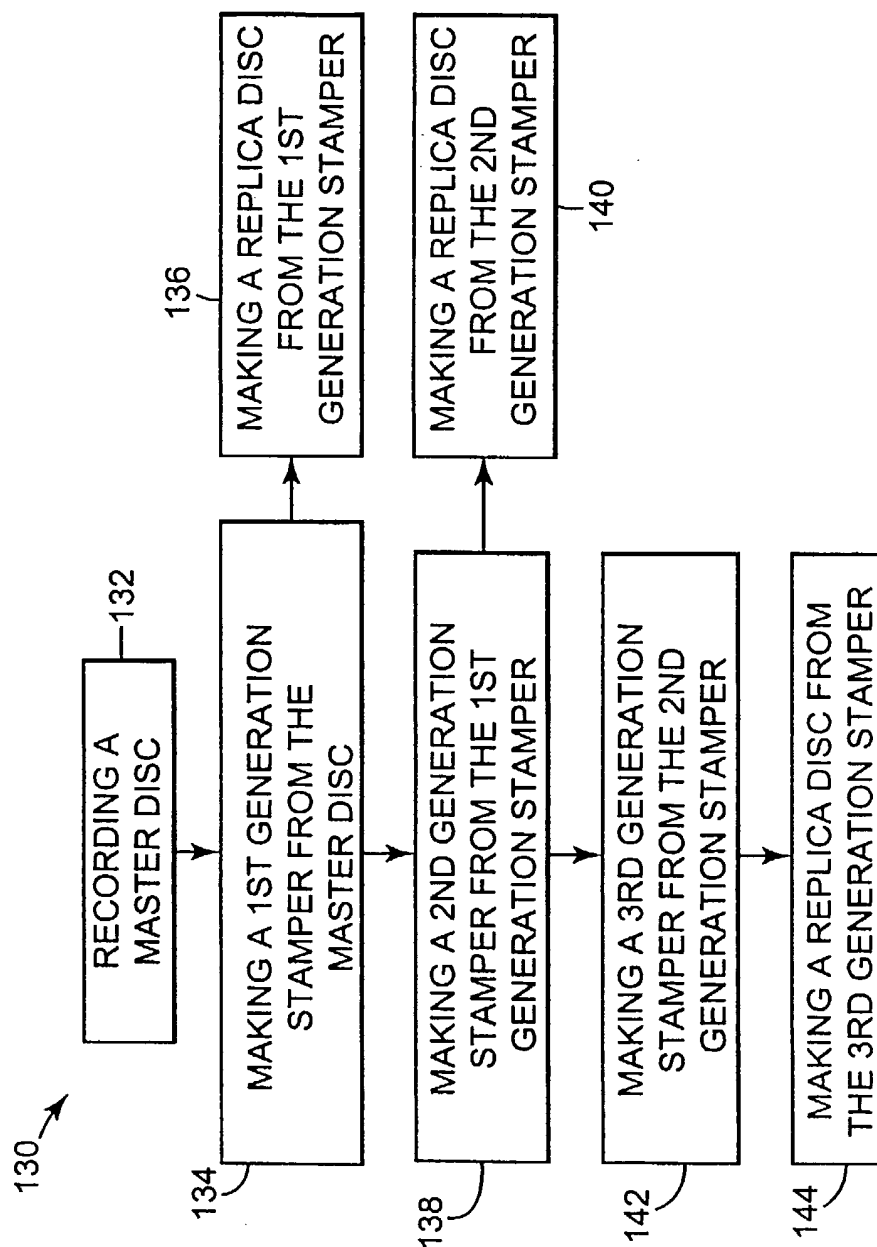 130
RECORDING A
MASTER DISC
132
134
MAKING A 1ST GENERATION
STAMPER FROM THE
MASTER DISC
136
MAKING A REPLICA DISC
FROM THE 1ST
GENERATION STAMPER
138
MAKING A 2ND GENERATION
STAMPER FROM THE 1ST
GENERATION STAMPER
MAKING A REPLICA DISC
FROM THE 2ND
GENERATION STAMPER
140
142
MAKING A 3RD GENERATION
STAMPER FROM THE 2ND
GENERATION STAMPER
144
MAKING A REPLICA DISC FROM
THE 3RD GENERATION STAMPER